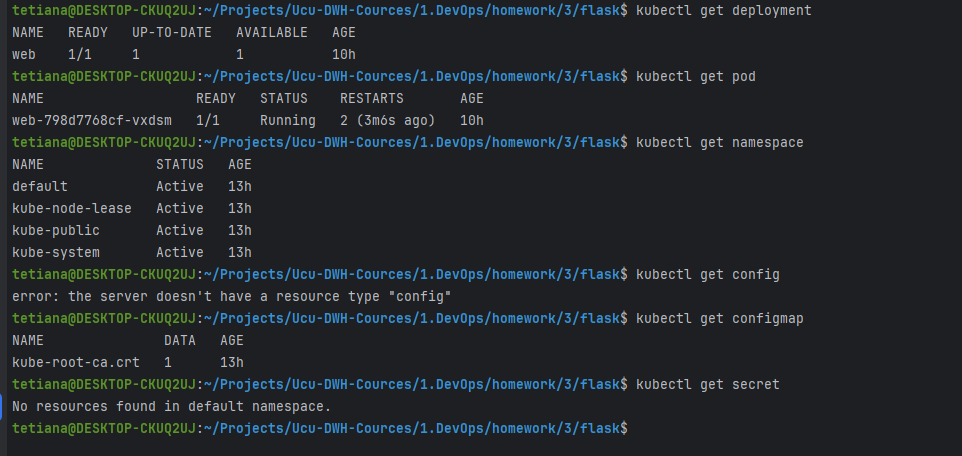 tetiana@DESKTOP-CKUQ2UJ:~/Projects/Ucu-DWH-Cources/1.DevOps/homework/3/flask$ kubectl get deployment
NAME   READY   UP-TO-DATE   AVAILABLE   AGE
web    1/1     1            1           10h
tetiana@DESKTOP-CKUQ2UJ:~/Projects/Ucu-DWH-Cources/1.DevOps/homework/3/flask$ kubectl get pod
NAME                   READY   STATUS    RESTARTS       AGE
web-798d7768cf-vxdsm   1/1     Running   2 (3m6s ago)   10h
tetiana@DESKTOP-CKUQ2UJ:~/Projects/Ucu-DWH-Cources/1.DevOps/homework/3/flask$ kubectl get namespace
NAME              STATUS   AGE
default           Active   13h
kube-node-lease   Active   13h
kube-public       Active   13h
kube-system       Active   13h
tetiana@DESKTOP-CKUQ2UJ:~/Projects/Ucu-DWH-Cources/1.DevOps/homework/3/flask$ kubectl get config
error: the server doesn't have a resource type "config"
tetiana@DESKTOP-CKUQ2UJ:~/Projects/Ucu-DWH-Cources/1.DevOps/homework/3/flask$ kubectl get configmap
NAME               DATA   AGE
kube-root-ca.crt   1      13h
tetiana@DESKTOP-CKUQ2UJ:~/Projects/Ucu-DWH-Cources/1.DevOps/homework/3/flask$ kubectl get secret
No resources found in default namespace.
tetiana@DESKTOP-CKUQ2UJ:~/Projects/Ucu-DWH-Cources/1.DevOps/homework/3/flask$